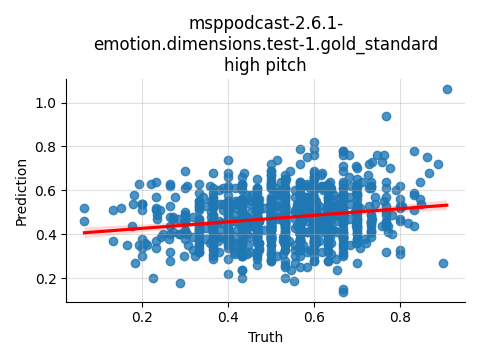 msppodcast-2.6.1-
emotion.dimensions.test-1.gold_standard
high pitch
1.0
0.8
0.6
0.4
0.2
Prediction
0.2
0.4
0.6
0.8
Truth